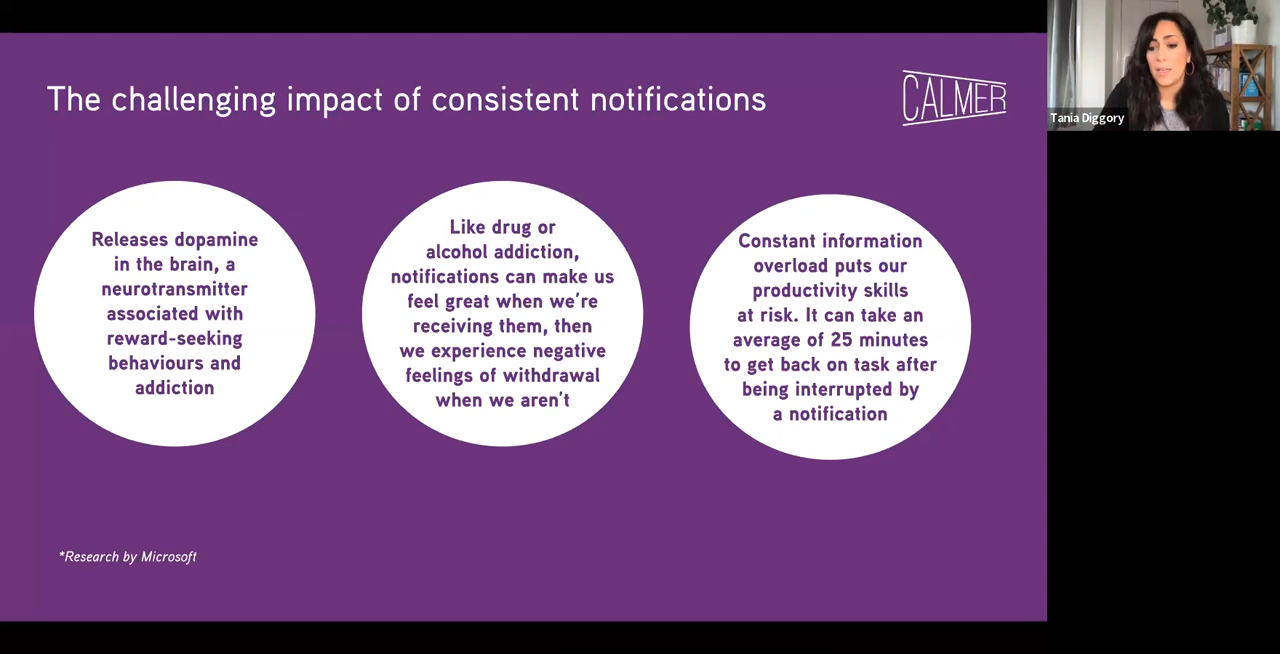 The challenging impact of consistent notifications
CALMER
Tania Diggory
Releases dopamine
in the brain, a
neurotransmitter
associated with
reward-seeking
behaviours and
addiction
Like drug or
alcohol addiction,
notifications can make us
feel great when we're
receiving them, then
we experience negative
feelings of withdrawal
when we aren't
Constant information
overload puts our
productivity skills
at risk. It can take an
average of 25 minutes
to get back on task after
being interrupted by
a notification
*Research by Microsoft